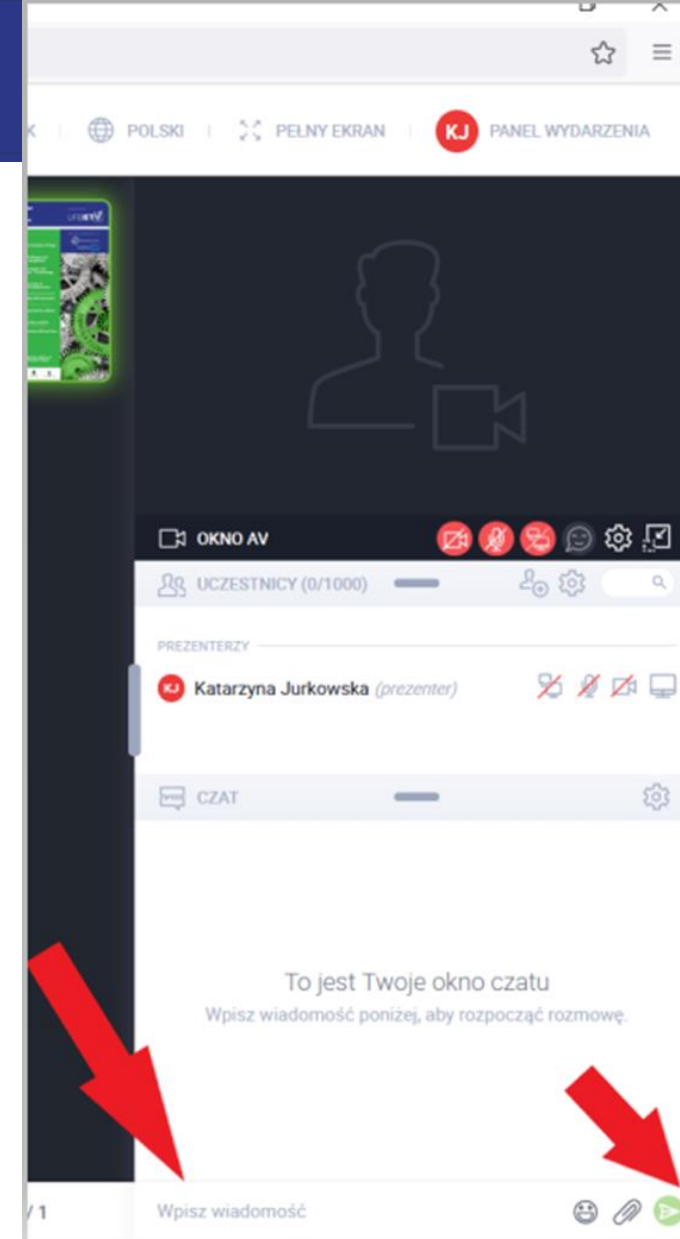 POLSKI
PEŁNY EKRAN
KJ
PANEL WYDARZENIA
OKNO AV
UCZESTNICY (0/1000)
PREZENTERZY
KJ
Katarzyna Jurkowska (prezenter)
CZAT
To jest Twoje okno czatu
Wpisz wiadomość poniżej, aby rozpocząć rozmowę.
/ 1
Wpisz wiadomość